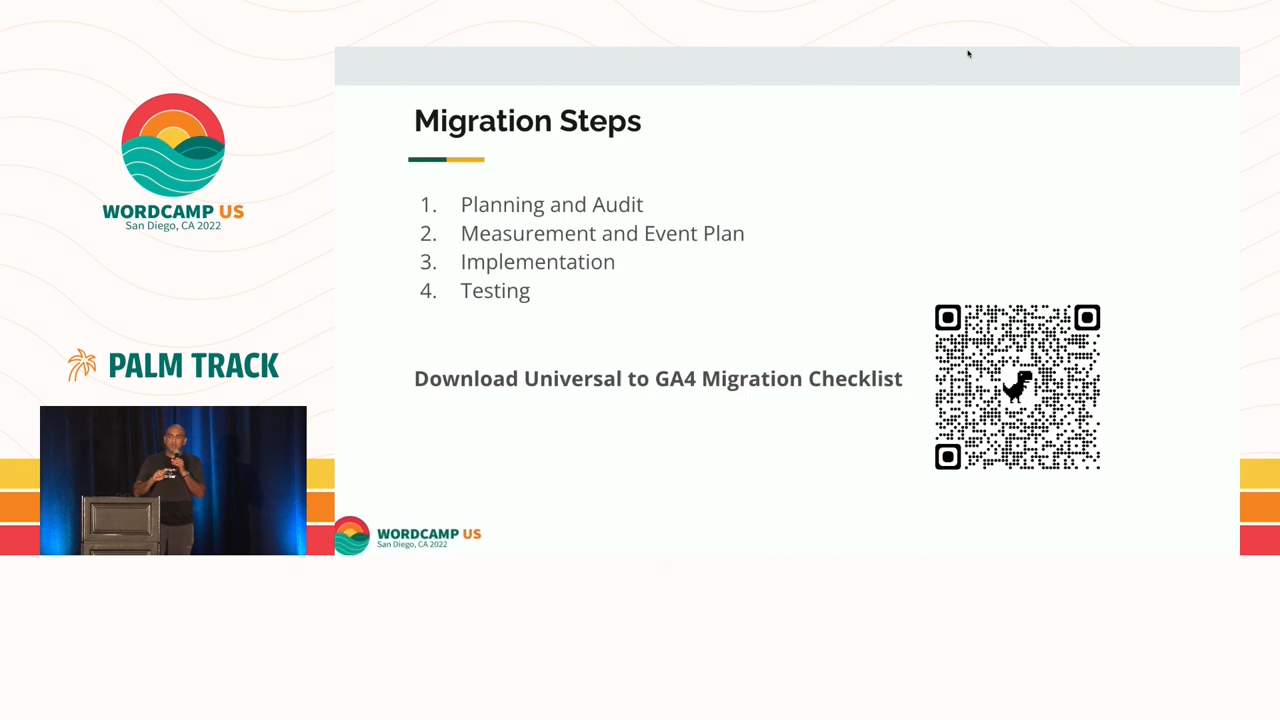 WORDCAMP US
San Diego, CA 2022
PALM TRACK
Migration Steps
1. Planning and Audit
2. Measurement and Event Plan
3. Implementation
4. Testing
Download Universal to GA4 Migration Checklist
WORDCAMP US
San Diego, CA 2022